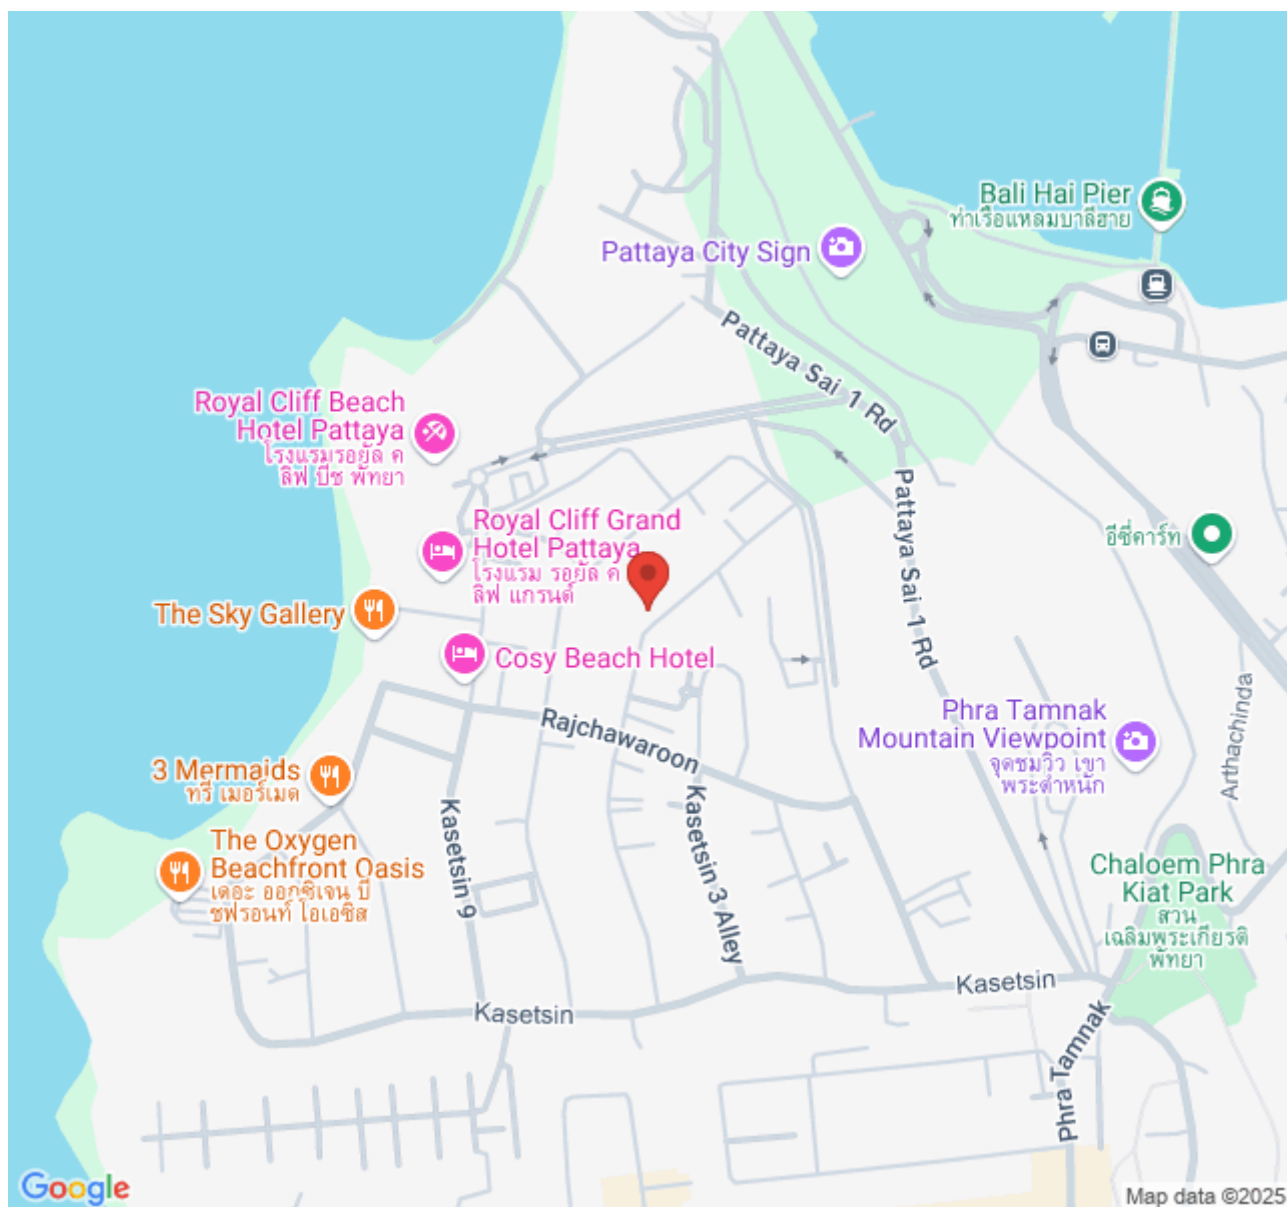 Bali Hai Pier
ท่าเรือแหลมบาลีฮาย
Pattaya City Sign
Pattaya Sai 1 Rd
Royal Cliff Beach
Hotel Pattaya
โรงแรมรอยัล ค
ลิฟ บีช พัทยา
Pattaya Sai 1 Rd
Royal Cliff Grand
Hotel Pattaya
โรงแรม รอยัล ค
ลิฟ แกรนด์
อีซี่คาร์ท
The Sky Gallery
Cosy Beach Hotel
Rajchawaroon
Phra Tamnak
Mountain Viewpoint
จุดชมวิว เขา
พระตำหนัก
Arthachinda
3 Mermaids
ทรี เมอร์เมด
Kasetsin 9
Kasetsin 3 Alley
The Oxygen
Beachfront Oasis
เดอะ ออกซิเจน บี
ชฟรอนท์ โอเอซิส
Chaloem Phra
Kiat Park
สวน
เฉลิมพระเกียรติ
พัทยา
Kasetsin
Kasetsin
Phra Tamnak
Google
Map data ©2025